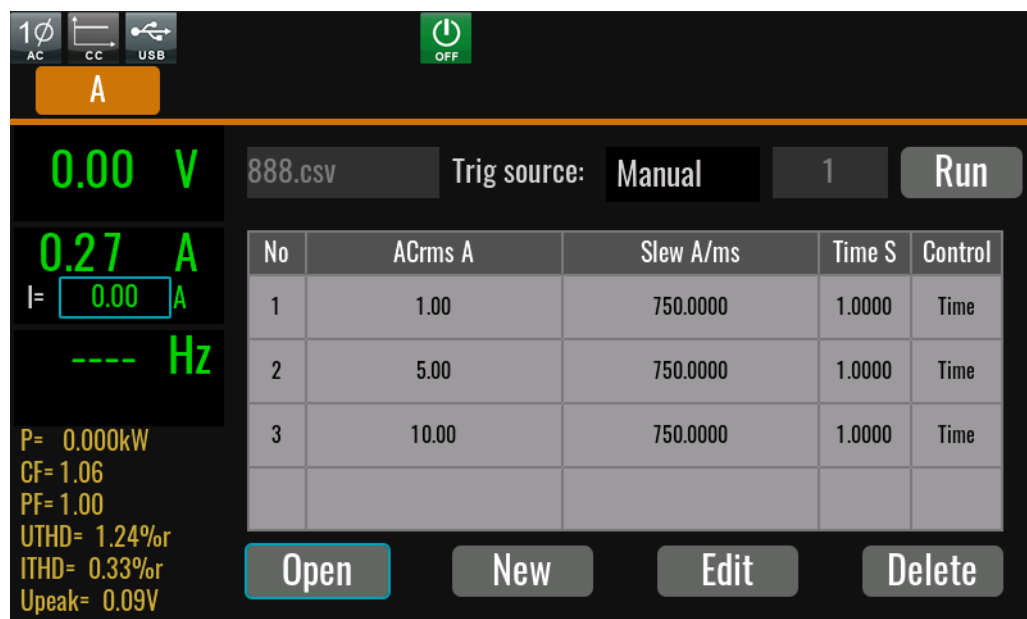 1Ø
AC
CC
USB
OFF
A
0.00 V
888.csv Trig source: Manual 1 Run
0.27 A
I= 0.00 A
---- Hz
No ACrms A Slew A/ms Time S Control
1 1.00 750.0000 1.0000 Time
2 5.00 750.0000 1.0000 Time
3 10.00 750.0000 1.0000 Time
P= 0.000kW
CF= 1.06
PF= 1.00
UTHD= 1.24%r
ITHD= 0.33%r
Upeak= 0.09V
Open New Edit Delete